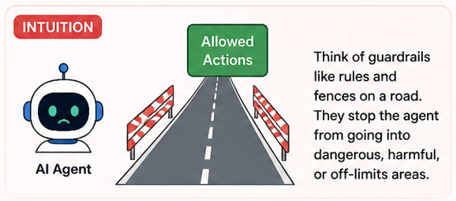 INTUITION
Allowed
Actions
AI Agent
Think of guardrails
like rules and
fences on a road.
They stop the agent
from going into
dangerous, harmful,
or off-limits areas.